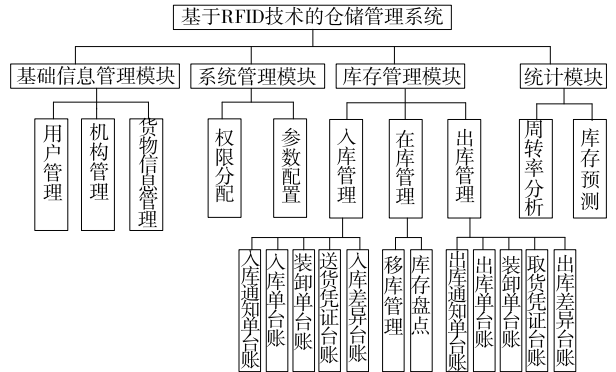 基于RFID技术的仓储管理系统
基础信息管理模块
系统管理模块
库存管理模块
统计模块
用户管理
机构管理
货物信息管理
权限分配
参数配置
入库管理
在库管理
出库管理
周转率分析
库存预测
入库通知单台账
入库单台账
装卸单台账
送货凭证台账
入库差异台账
移库管理
库存盘点
出库通知单台账
出库单台账
装卸单台账
取货凭证台账
出库差异台账